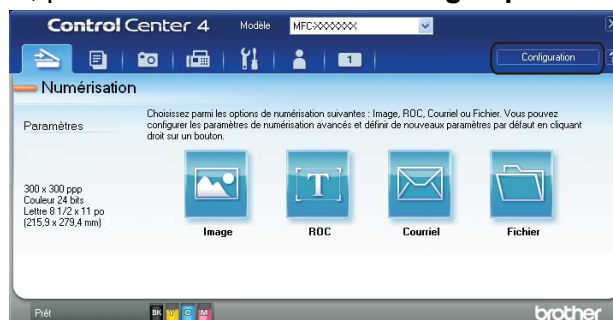 Control Center 4 Modèle MFC-XXXXXX
1
Configuration
?
Numérisation
Paramètres
Choisissez parmi les options de numérisation suivantes : Image, ROC, Courriel ou Fichier. Vous pouvez
configurer les paramètres de numérisation avancés et définir de nouveaux paramètres par défaut en cliquant
droit sur un bouton.
300 x 300 ppp
Couleur 24 bits
Lettre 8 1/2 x 11 po
(215,9 x 279,4 mm)
T
Image ROC Courriel Fichier
Prêt BK Y C M brother